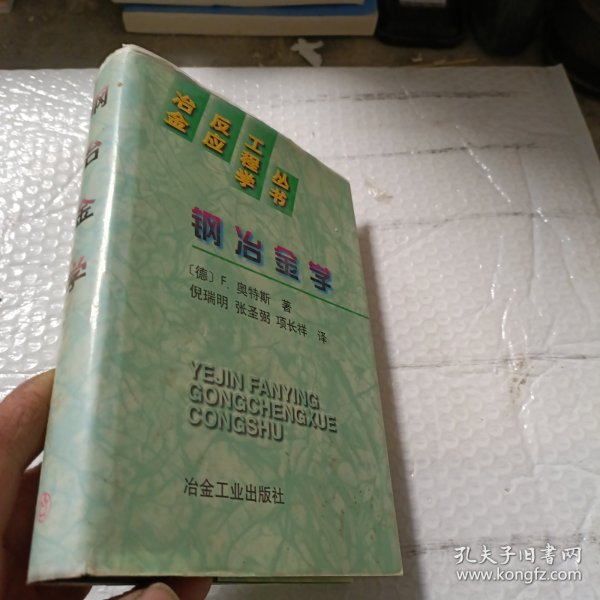 钢冶金学
冶金反应工程学丛书
钢冶金学
〔德〕 F. 奥特斯 著
倪瑞明 张圣弼 项长祥 译
YEJIN FANYING
GONGCHENGXUE
CONGSHU
冶金工业出版社
孔夫子旧书网
www.kongfz.com